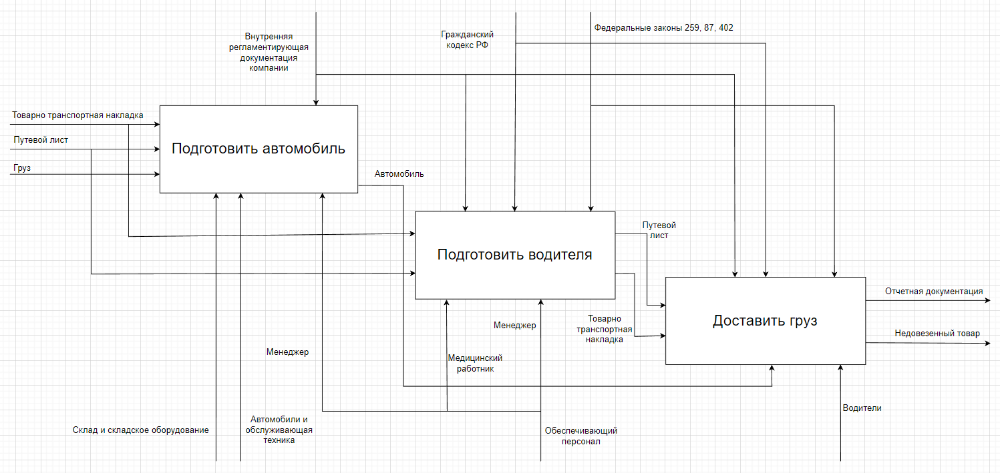 Федеральные законы 259, 87, 402
Гражданский
кодекс РФ
Внутренняя
регламентирующая
документация
компании
Товарно транспортная накладка
Путевой лист
Груз
Подготовить автомобиль
Автомобиль
Путевой
лист
Подготовить водителя
Отчетная документация
Доставить груз
Недовезенный товар
Товарно
транспортная
накладка
Менеджер
Менеджер
Медицинский
работник
Водители
Автомобили и
обслуживающая
техника
Склад и складское оборудование
Обеспечивающий
персонал